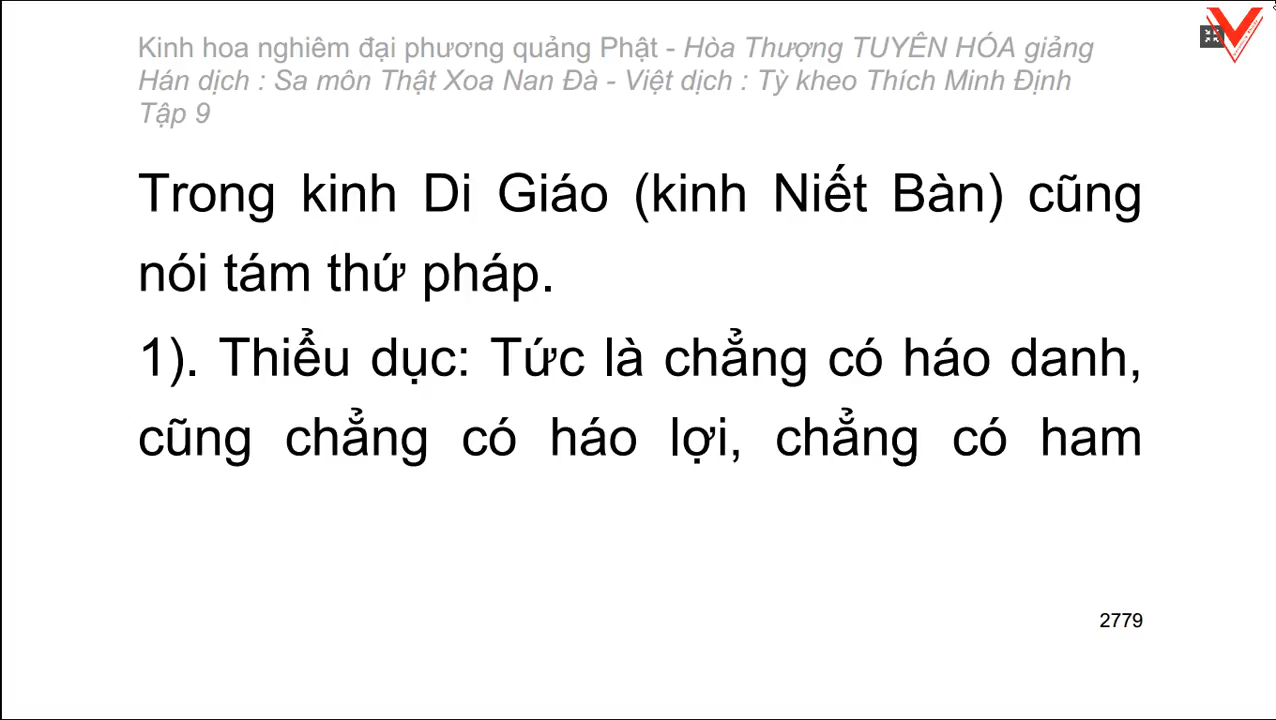 Kinh hoa nghiêm đại phương quảng Phật - Hòa Thượng TUYÊN HÓA giảng
Hán dịch : Sa môn Thật Xoa Nan Đà - Việt dịch : Tỳ kheo Thích Minh Định
Tập 9
Trong kinh Di Giáo (kinh Niết Bàn) cũng
nói tám thứ pháp.
1). Thiểu dục: Tức là chẳng có háo danh,
cũng chẳng có háo lợi, chẳng có ham
2779